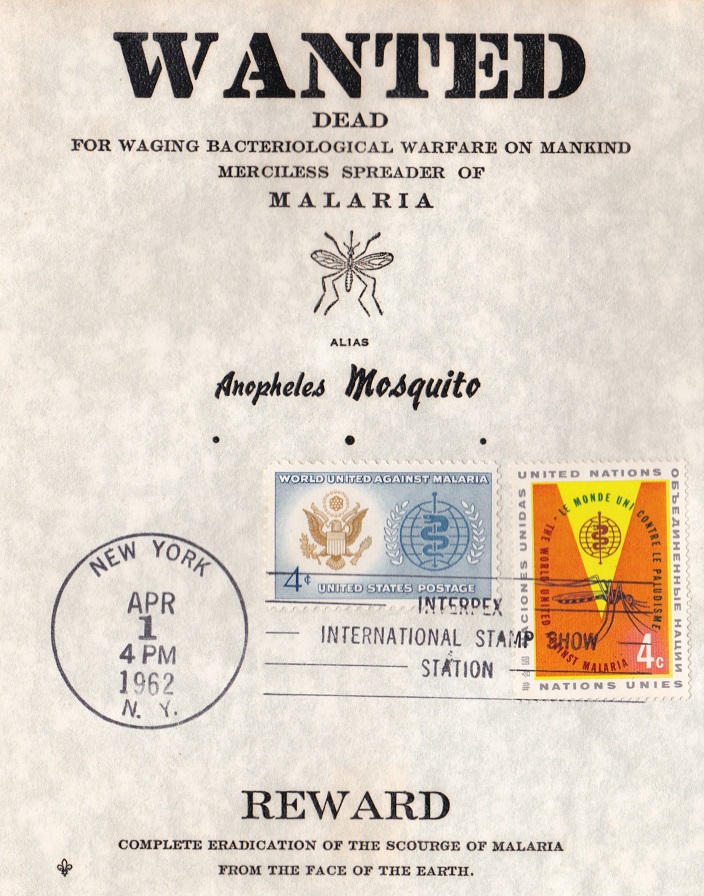 WANTED
DEAD
FOR WAGING BACTERIOLOGICAL WARFARE ON MANKIND
MERCILESS SPREADER OF
MALARIA
ALIAS
Anopheles Mosquito
WORLD UNITED AGAINST MALARIA
4¢
UNITED STATES POSTAGE
UNITED NATIONS
ОБЪЕДИНЕННЫЕ НАЦИИ
NATIONS UNIES
NACIONES UNIDAS
LE MONDE UNI CONTRE LE PALUDISME
THE WORLD UNITED AGAINST MALARIA
4c
NEW YORK
APR
1
4 PM
1962
N. Y.
INTERPEX
INTERNATIONAL STAMP SHOW
STATION
REWARD
COMPLETE ERADICATION OF THE SCOURGE OF MALARIA
FROM THE FACE OF THE EARTH.